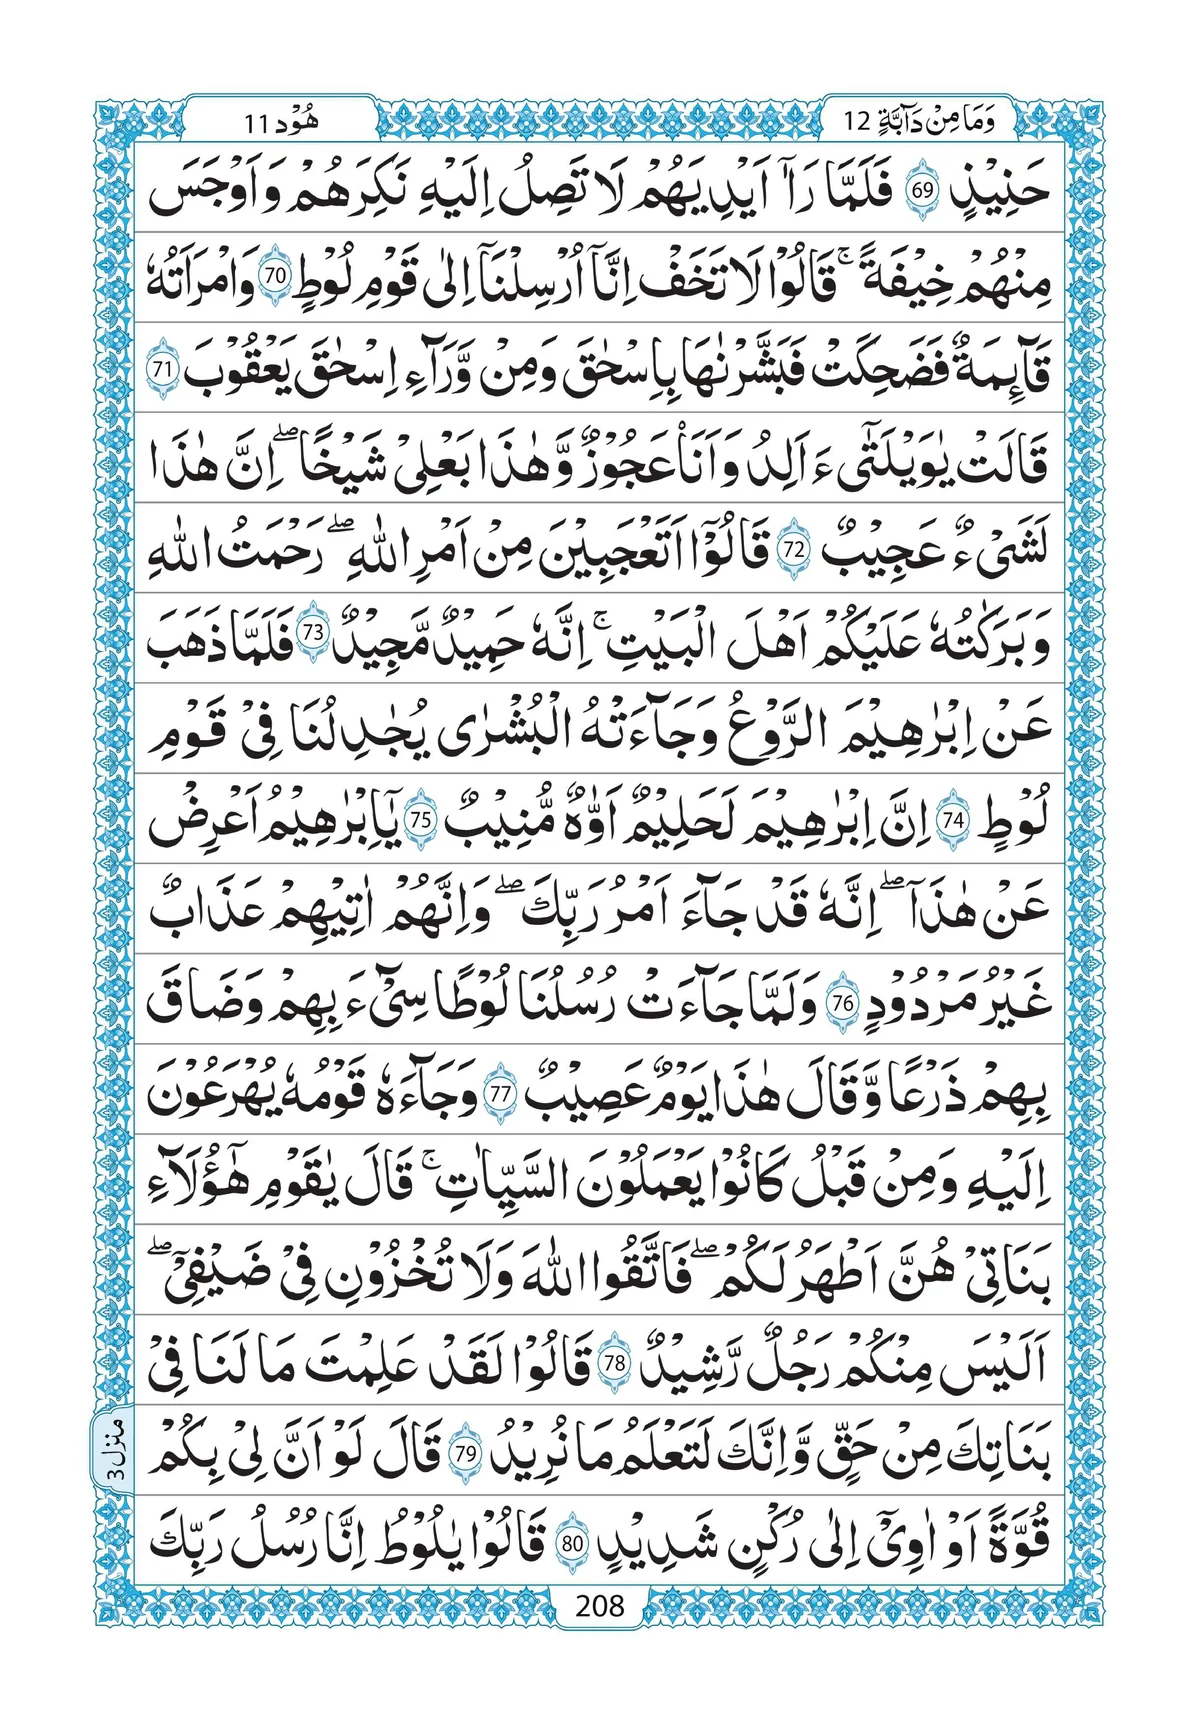 وَمَا مِنْ دَآبَّةٍ 12
هُوْد 11
حَنِيْذٍ 69 فَلَمَّا رَاٰۤ اَيْدِيَهُمْ لَا تَصِلُ اِلَيْهِ نَكِرَهُمْ وَ اَوْجَسَ
مِنْهُمْ خِيْفَةً ۚ قَالُوْا لَا تَخَفْ اِنَّاۤ اُرْسِلْنَاۤ اِلٰى قَوْمِ لُوْطٍ 70 وَامْرَاَتُهٗ
قَآىِٕمَةٌ فَضَحِكَتْ فَبَشَّرْنٰهَا بِاِسْحٰقَ وَمِنْ وَّرَآءِ اِسْحٰقَ يَعْقُوْبَ 71
قَالَتْ يٰوَيْلَتٰٓى ءَ اَلِدُ وَ اَنَا۠ عَجُوْزٌ وَّ هٰذَا بَعْلِىْ شَيْخًا ؕۖ اِنَّ هٰذَا
لَشَىْءٌ عَجِيْبٌ 72 قَالُوْۤا اَتَعْجَبِيْنَ مِنْ اَمْرِ اللّٰهِ ۖ رَحْمَتُ اللّٰهِ
وَ بَرَكٰتُهٗ عَلَيْكُمْ اَهْلَ الْبَيْتِ ۚ اِنَّهٗ حَمِيْدٌ مَّجِيْدٌ 73 فَلَمَّا ذَهَبَ
عَنْ اِبْرٰهِيْمَ الرَّوْعُ وَجَآءَتْهُ الْبُشْرٰى يُجٰدِلُنَا فِىْ قَوْمِ
لُوْطٍ 74 اِنَّ اِبْرٰهِيْمَ لَحَلِيْمٌ اَوَّاهٌ مُّنِيْبٌ 75 يٰۤاِبْرٰهِيْمُ اَعْرِضْ
عَنْ هٰذَآ ۖ اِنَّهٗ قَدْ جَآءَ اَمْرُ رَبِّكَ ۖ وَاِنَّهُمْ اٰتِيْهِمْ عَذَابٌ
غَيْرُ مَرْدُوْدٍ 76 وَلَمَّا جَآءَتْ رُسُلُنَا لُوْطًا سِىْٓءَ بِهِمْ وَضَاقَ
بِهِمْ ذَرْعًا وَّقَالَ هٰذَا يَوْمٌ عَصِيْبٌ 77 وَجَآءَهٗ قَوْمُهٗ يُهْرَعُوْنَ
اِلَيْهِ وَمِنْ قَبْلُ كَانُوْا يَعْمَلُوْنَ السَّيِّاٰتِ ۚ قَالَ يٰقَوْمِ هٰۤؤُلَآءِ
بَنَاتِىْ هُنَّ اَطْهَرُ لَكُمْ ۖ فَاتَّقُوا اللّٰهَ وَلَا تُخْزُوْنِ فِىْ ضَيْفِىْ ۖ
اَلَيْسَ مِنْكُمْ رَجُلٌ رَّشِيْدٌ 78 قَالُوْا لَقَدْ عَلِمْتَ مَا لَنَا فِىْ
بَنَاتِكَ مِنْ حَقٍّ وَّاِنَّكَ لَتَعْلَمُ مَا نُرِيْدُ 79 قَالَ لَوْ اَنَّ لِىْ بِكُمْ
قُوَّةً اَوْ اٰوِىْۤ اِلٰى رُكْنٍ شَدِيْدٍ 80 قَالُوْا يٰلُوْطُ اِنَّا رُسُلُ رَبِّكَ
منزل 3
208